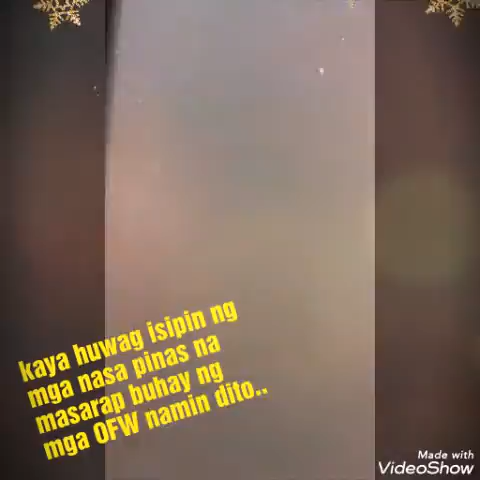 kaya huwag isipin ng
mga nasa pinas na
masarap buhay ng
mga OFW namin dito..
Made with
VideoShow